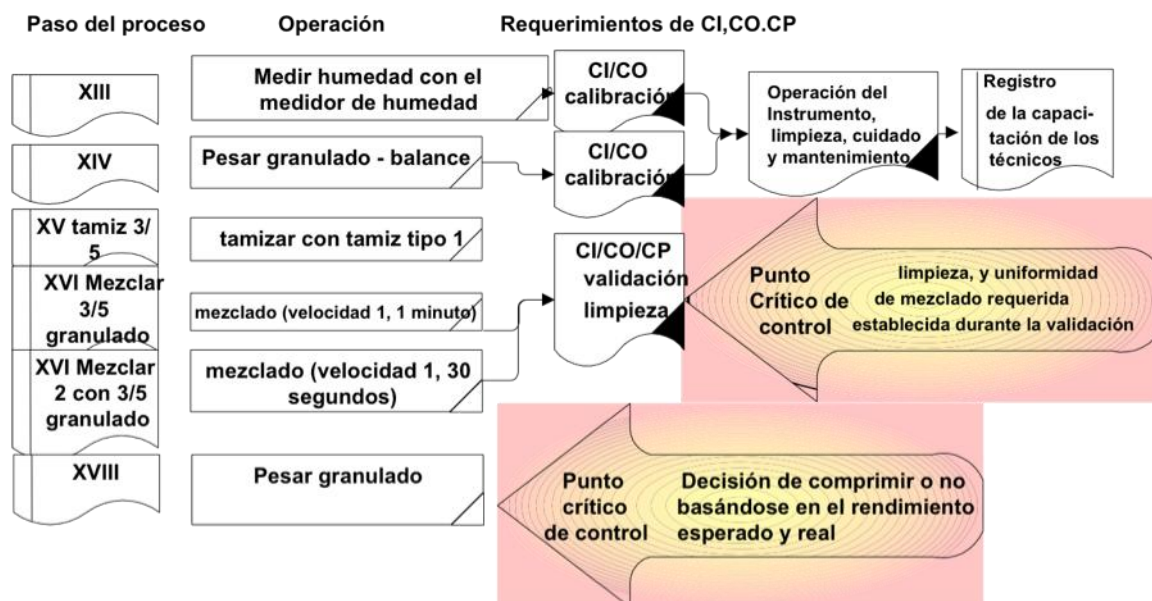 Paso del proceso
Operación
Requerimientos de CI,CO.CP
XIII
Medir humedad con el
medidor de humedad
CI/CO
calibración
Operación del
Instrumento,
limpieza, cuidado
y mantenimiento
Registro
de la capaci-
tación de los
técnicos
XIV
Pesar granulado - balance
CI/CO
calibración
XV tamiz 3/
5
tamizar con tamiz tipo 1
CI/CO/CP
validación
limpieza
Punto
Crítico de
control
limpieza, y uniformidad
de mezclado requerida
establecida durante la validación
XVI Mezclar
3/5
granulado
mezclado (velocidad 1, 1 minuto)
XVI Mezclar
2 con 3/5
granulado
mezclado (velocidad 1, 30
segundos)
XVIII
Pesar granulado
Punto
crítico
de control
Decisión de comprimir o no
basándose en el rendimiento
esperado y real